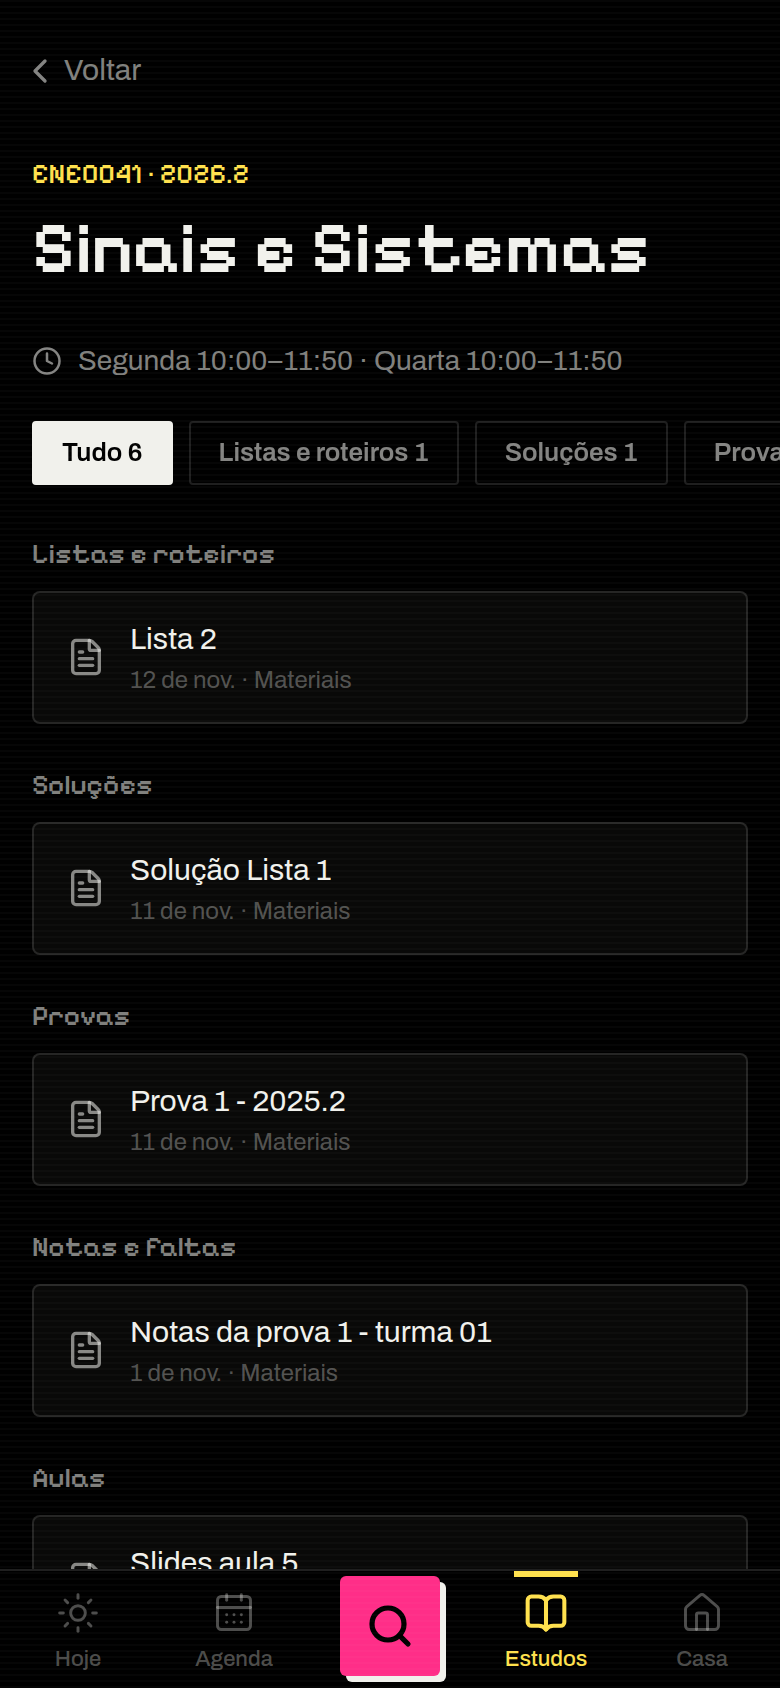 Voltar
ENE0041 · 2026.2
Sinais e Sistemas
Segunda 10:00–11:50 · Quarta 10:00–11:50
Tudo 6
Listas e roteiros 1
Soluções 1
Prova
Listas e roteiros
Lista 2
12 de nov. · Materiais
Soluções
Solução Lista 1
11 de nov. · Materiais
Provas
Prova 1 - 2025.2
11 de nov. · Materiais
Notas e faltas
Notas da prova 1 - turma 01
1 de nov. · Materiais
Aulas
Slides aula 5
Hoje
Agenda
Estudos
Casa